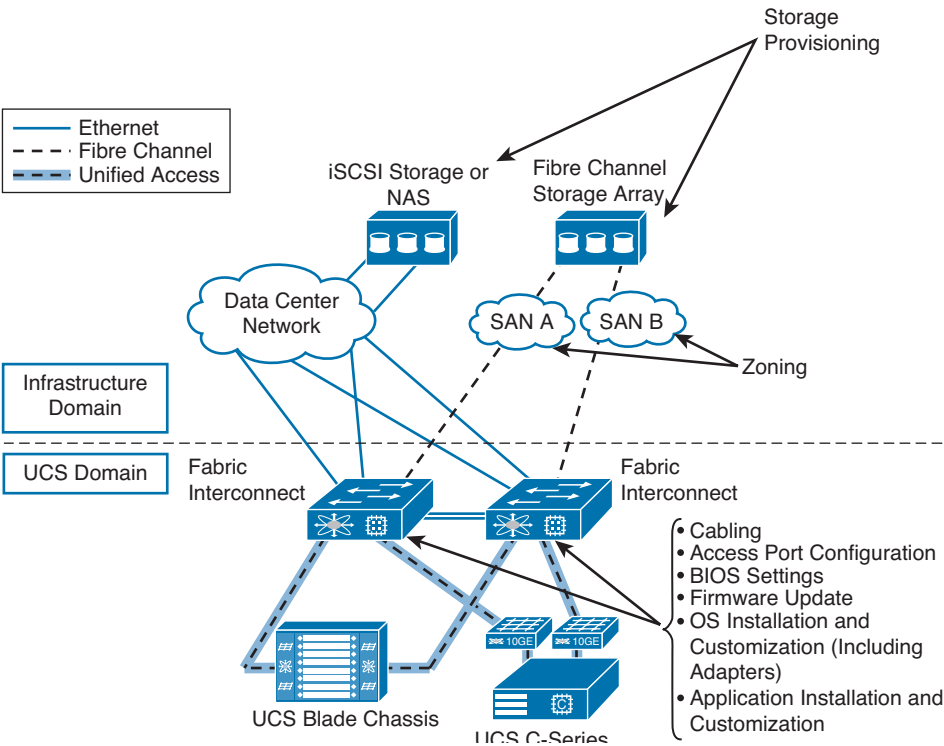 Storage
Provisioning
Ethernet
Fibre Channel
Unified Access
iSCSI Storage or
NAS
Fibre Channel
Storage Array
Data Center
Network
SAN A
SAN B
Zoning
Infrastructure
Domain
UCS Domain
Fabric
Interconnect
Fabric
Interconnect
• Cabling
• Access Port Configuration
• BIOS Settings
• Firmware Update
• OS Installation and
Customization (Including
Adapters)
• Application Installation and
Customization
10GE
10GE
C
UCS Blade Chassis
UCS C-Series